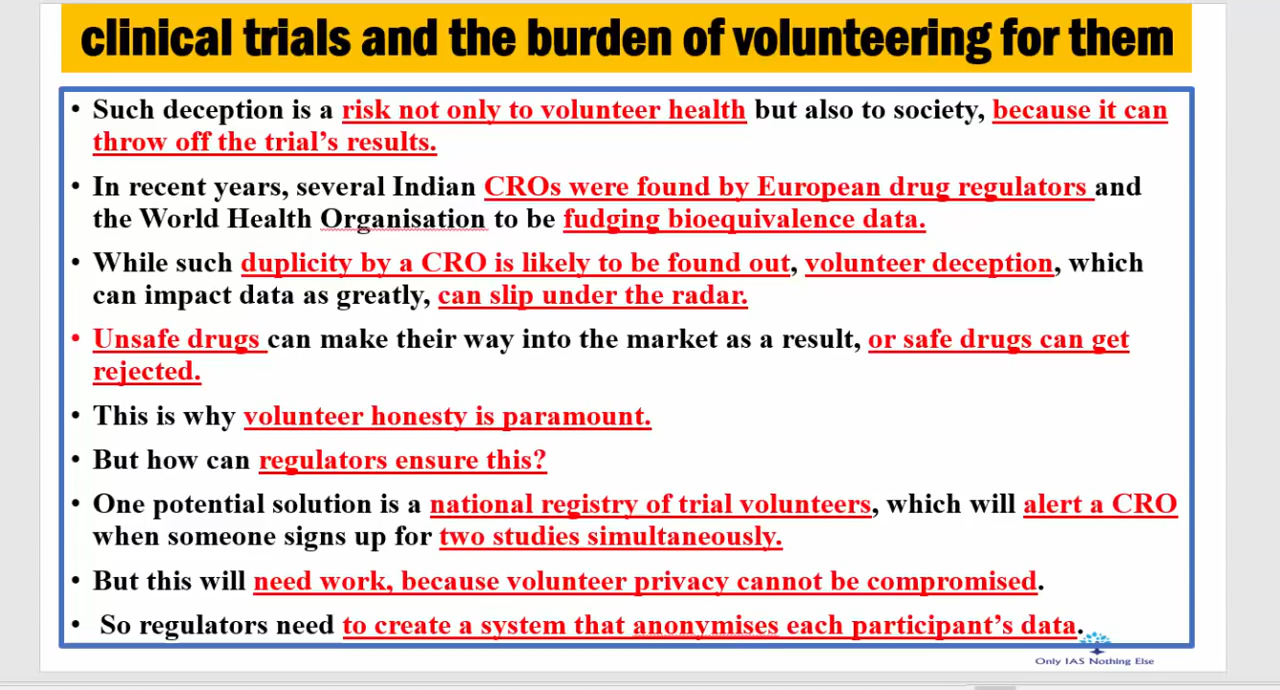 clinical trials and the burden of volunteering for them
• Such deception is a risk not only to volunteer health but also to society, because it can
throw off the trial's results.
• In recent years, several Indian CROs were found by European drug regulators and
the World Health Organisation to be fudging bioequivalence data.
• While such duplicity by a CRO is likely to be found out, volunteer deception, which
can impact data as greatly, can slip under the radar.
• Unsafe drugs can make their way into the market as a result, or safe drugs can get
rejected.
• This is why volunteer honesty is paramount.
• But how can regulators ensure this?
• One potential solution is a national registry of trial volunteers, which will alert a CRO
when someone signs up for two studies simultaneously.
• But this will need work, because volunteer privacy cannot be compromised.
• So regulators need to create a system that anonymises each participant's data.
Only IAS Nothing Else